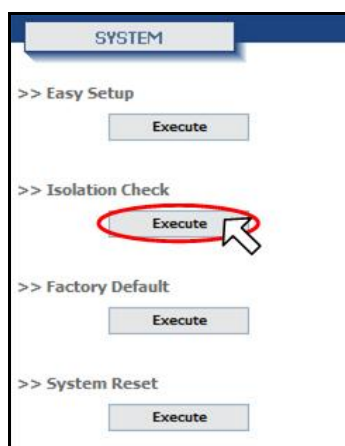 SYSTEM
>> Easy Setup
Execute
>> Isolation Check
Execute
>> Factory Default
Execute
>> System Reset
Execute